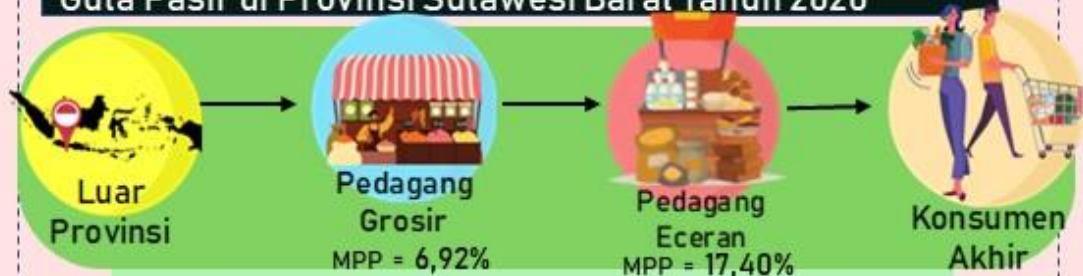 Gula Pasir di Provinsi Sulawesi Barat Tahun 2020
Luar
Provinsi
Pedagang
Grosir
MPP = 6,92%
Pedagang
Eceran
MPP = 17,40%
Konsumen
Akhir